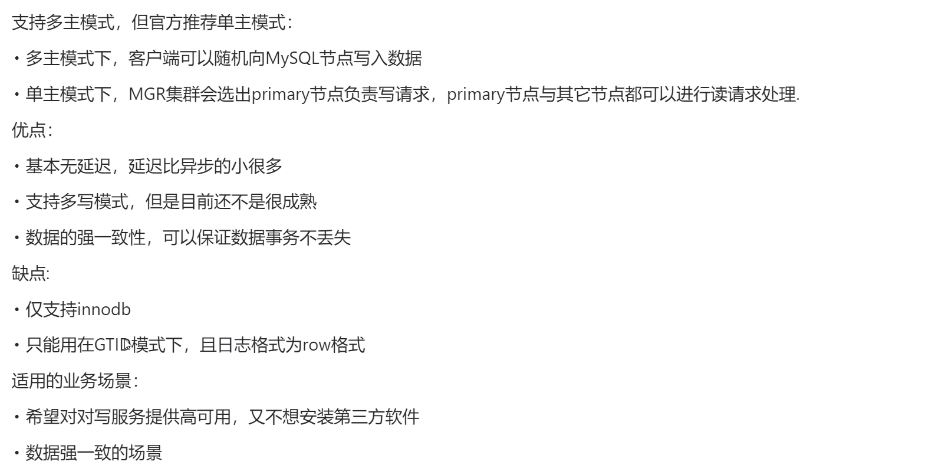 支持多主模式，但官方推荐单主模式：
• 多主模式下，客户端可以随机向MySQL节点写入数据
• 单主模式下，MGR集群会选出primary节点负责写请求，primary节点与其它节点都可以进行读请求处理.
优点：
• 基本无延迟，延迟比异步的小很多
• 支持多写模式，但是目前还不是很成熟
• 数据的强一致性，可以保证数据事务不丢失
缺点:
• 仅支持innodb
• 只能用在GTID模式下，且日志格式为row格式
适用的业务场景：
• 希望对对写服务提供高可用，又不想安装第三方软件
• 数据强一致的场景